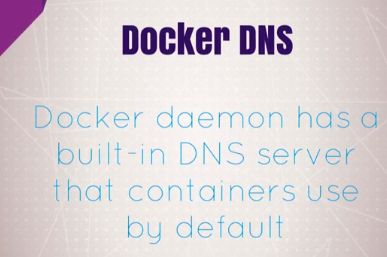 Docker DNS
Docker daemon has a
built-in DNS server
that containers use
by default